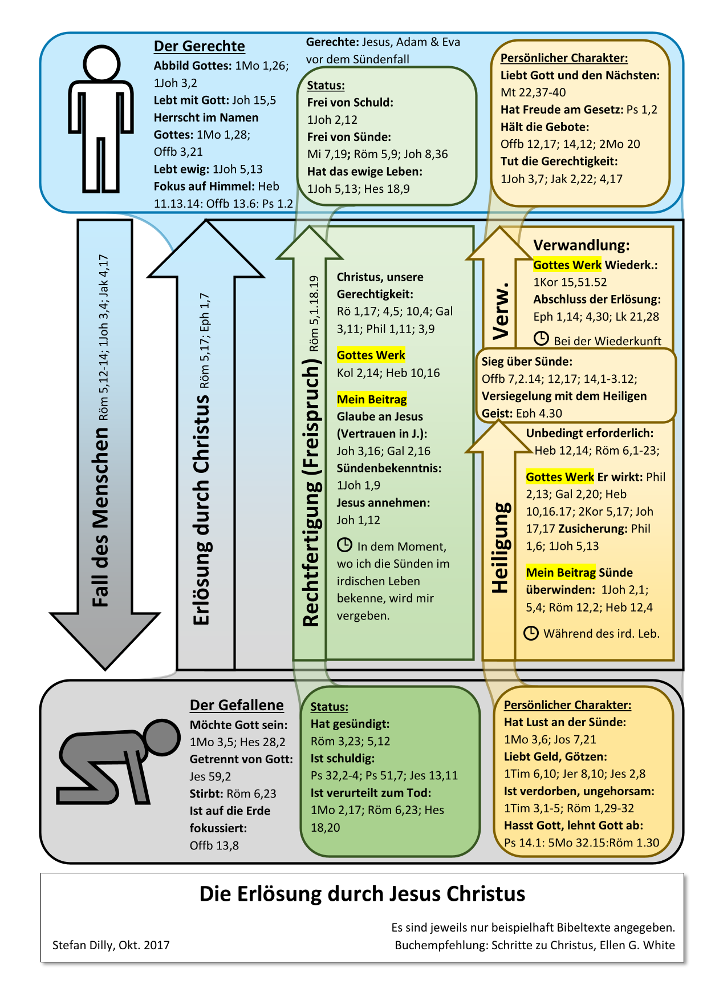 Der Gerechte
Abbild Gottes: 1Mo 1,26;
1Joh 3,2
Lebt mit Gott: Joh 15,5
Herrscht im Namen
Gottes: 1Mo 1,28;
Offb 3,21
Lebt ewig: 1Joh 5,13
Fokus auf Himmel: Heb
11.13.14; Offb 13.6; Ps 1.2
Gerechte: Jesus, Adam & Eva
vor dem Sündenfall
Status:
Frei von Schuld:
1Joh 2,12
Frei von Sünde:
Mi 7,19; Röm 5,9; Joh 8,36
Hat das ewige Leben:
1Joh 5,13; Hes 18,9
Persönlicher Charakter:
Liebt Gott und den Nächsten:
Mt 22,37-40
Hat Freude am Gesetz: Ps 1,2
Hält die Gebote:
Offb 12,17; 14,12; 2Mo 20
Tut die Gerechtigkeit:
1Joh 3,7; Jak 2,22; 4,17
Fall des Menschen Röm 5,12-14; 1Joh 3,4; Jak 4,17
Erlösung durch Christus Röm 5,17; Eph 1,7
Rechtfertigung (Freispruch) Röm 5,1.18.19
Christus, unsere
Gerechtigkeit:
Rö 1,17; 4,5; 10,4; Gal
3,11; Phil 1,11; 3,9
Gottes Werk
Kol 2,14; Heb 10,16
Mein Beitrag
Glaube an Jesus
(Vertrauen in J.):
Joh 3,16; Gal 2,16
Sündenbekenntnis:
1Joh 1,9
Jesus annehmen:
Joh 1,12
In dem Moment,
wo ich die Sünden im
irdischen Leben
bekenne, wird mir
vergeben.
Verw.
Verwandlung:
Gottes Werk Wiederk.:
1Kor 15,51.52
Abschluss der Erlösung:
Eph 1,14; 4,30; Lk 21,28
Bei der Wiederkunft
Sieg über Sünde:
Offb 7,2.14; 12,17; 14,1-3.12;
Versiegelung mit dem Heiligen
Geist: Eph 4.30
Heiligung
Unbedingt erforderlich:
Heb 12,14; Röm 6,1-23;
Gottes Werk Er wirkt: Phil
2,13; Gal 2,20; Heb
10,16.17; 2Kor 5,17; Joh
17,17 Zusicherung: Phil
1,6; 1Joh 5,13
Mein Beitrag Sünde
überwinden: 1Joh 2,1;
5,4; Röm 12,2; Heb 12,4
Während des ird. Leb.
Der Gefallene
Möchte Gott sein:
1Mo 3,5; Hes 28,2
Getrennt von Gott:
Jes 59,2
Stirbt: Röm 6,23
Ist auf die Erde
fokussiert:
Offb 13,8
Status:
Hat gesündigt:
Röm 3,23; 5,12
Ist schuldig:
Ps 32,2-4; Ps 51,7; Jes 13,11
Ist verurteilt zum Tod:
1Mo 2,17; Röm 6,23; Hes
18,20
Persönlicher Charakter:
Hat Lust an der Sünde:
1Mo 3,6; Jos 7,21
Liebt Geld, Götzen:
1Tim 6,10; Jer 8,10; Jes 2,8
Ist verdorben, ungehorsam:
1Tim 3,1-5; Röm 1,29-32
Hasst Gott, lehnt Gott ab:
Ps 14.1; 5Mo 32.15;Röm 1.30
Die Erlösung durch Jesus Christus
Es sind jeweils nur beispielhaft Bibeltexte angegeben.
Stefan Dilly, Okt. 2017
Buchempfehlung: Schritte zu Christus, Ellen G. White